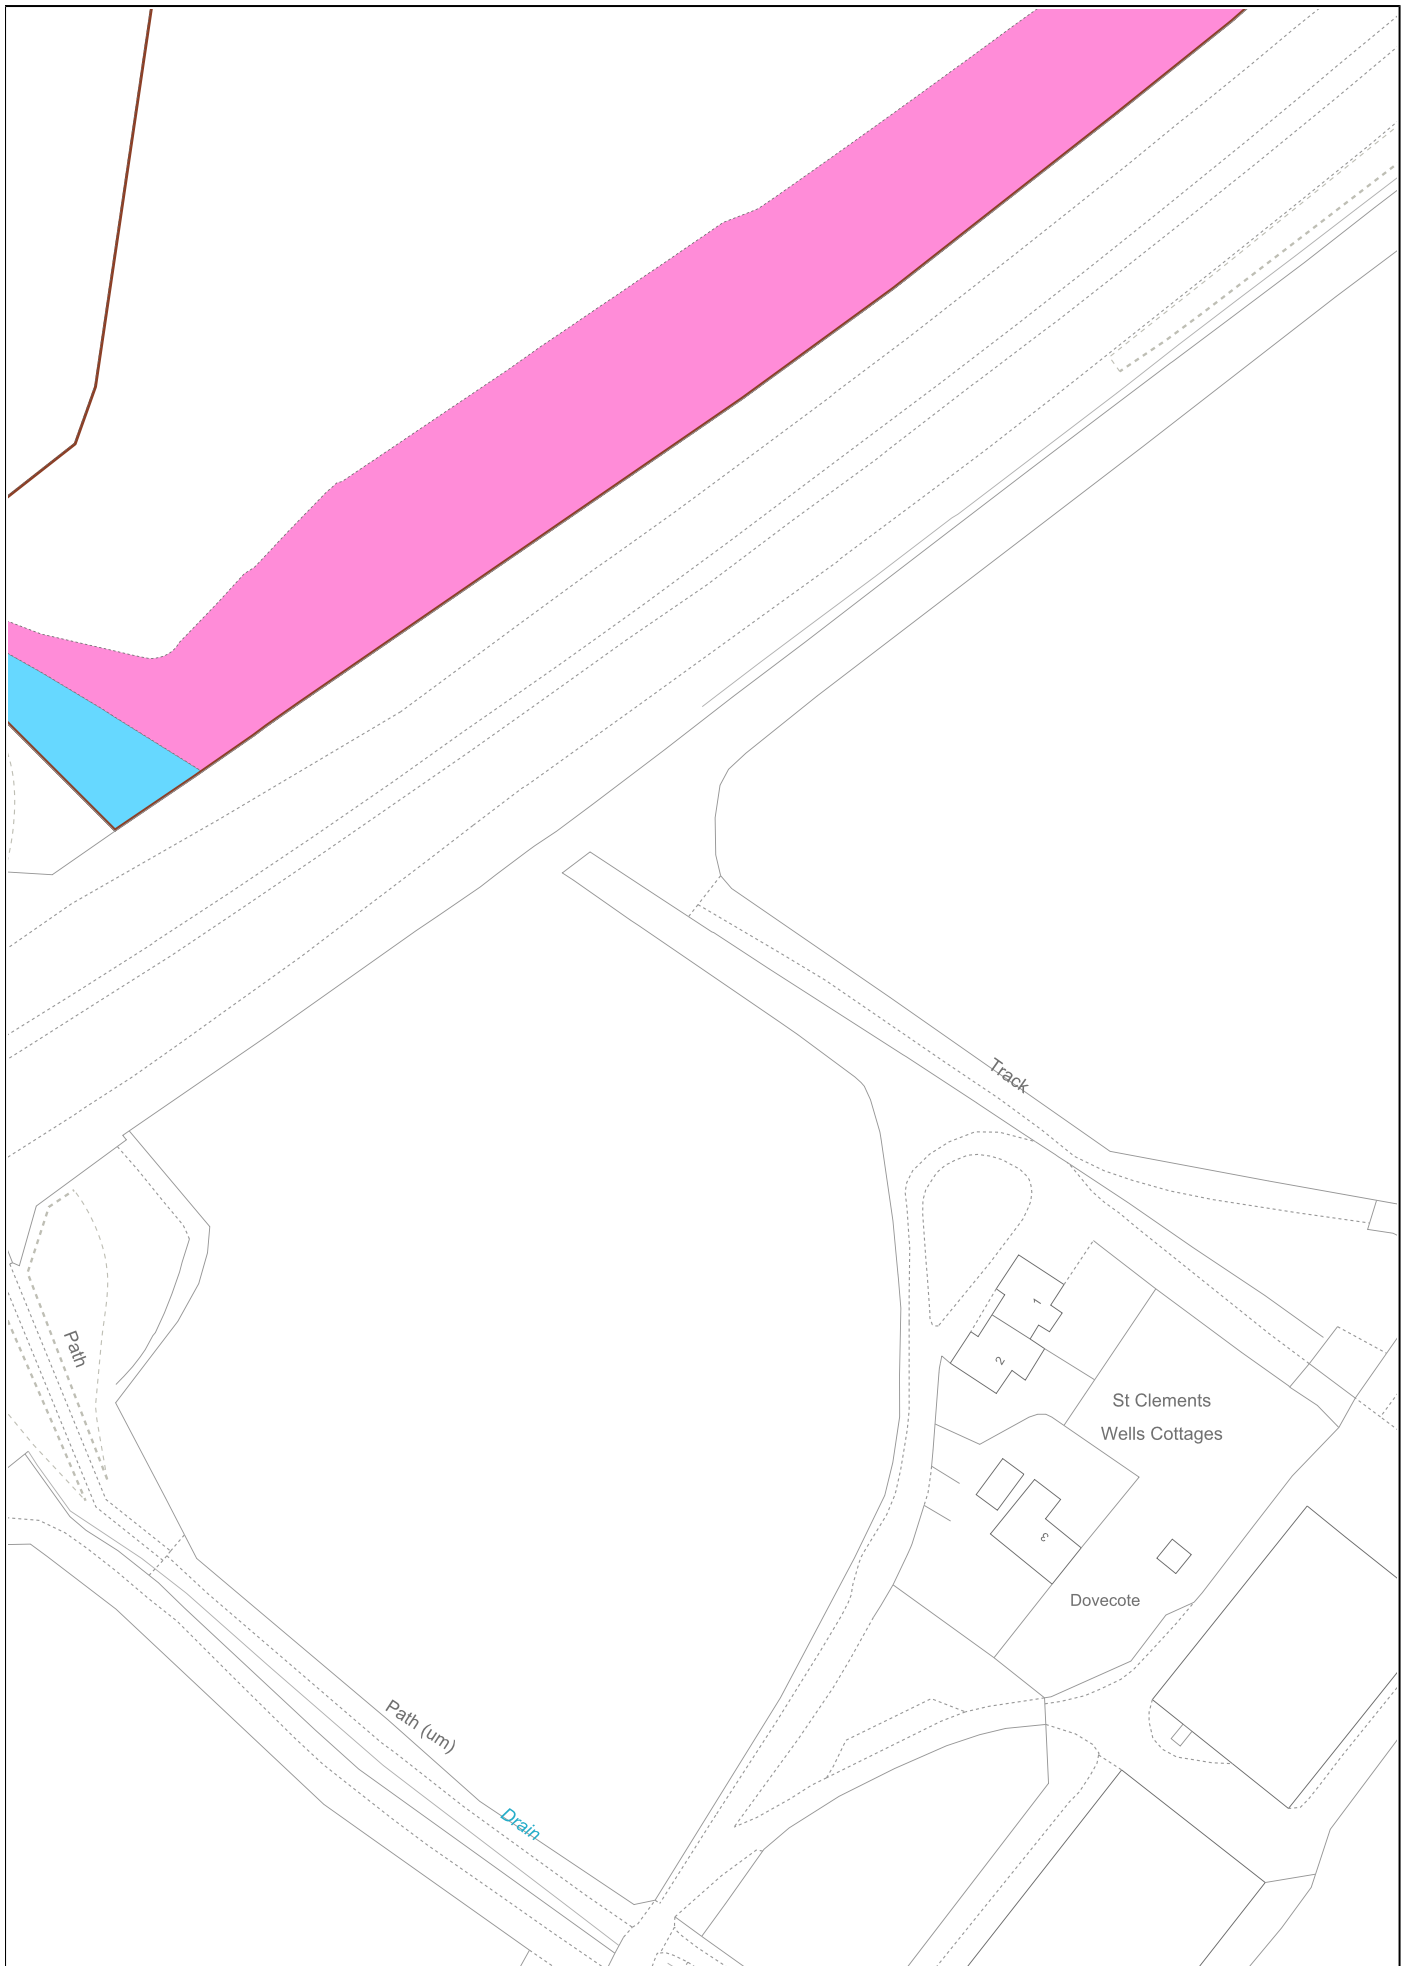 Track
1
2
Path
St Clements
Wells Cottages
3
Dovecote
Path (um)
Drain